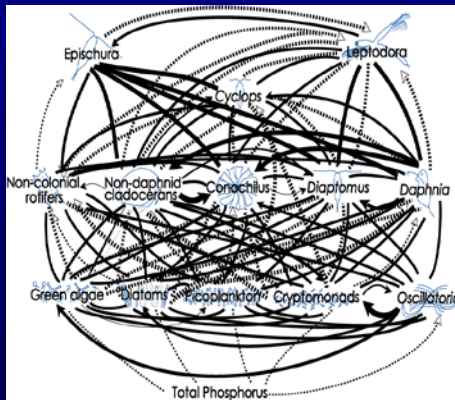 Epischura
Leptodora
Cyclops
Non-colonial
rotifers
Non-daphnid
cladocerans
Conochilus
Diaptomus
Daphnia
Green algae
Diatoms
Picoplankton
Cryptomonads
Oscillatoria
Total Phosphorus